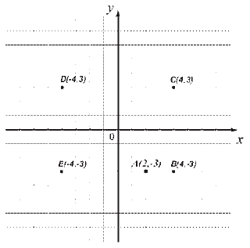 y
D(-4,3) C(4,3)
0 x
E(-4,-3) A(2,-3) B(4,-3)